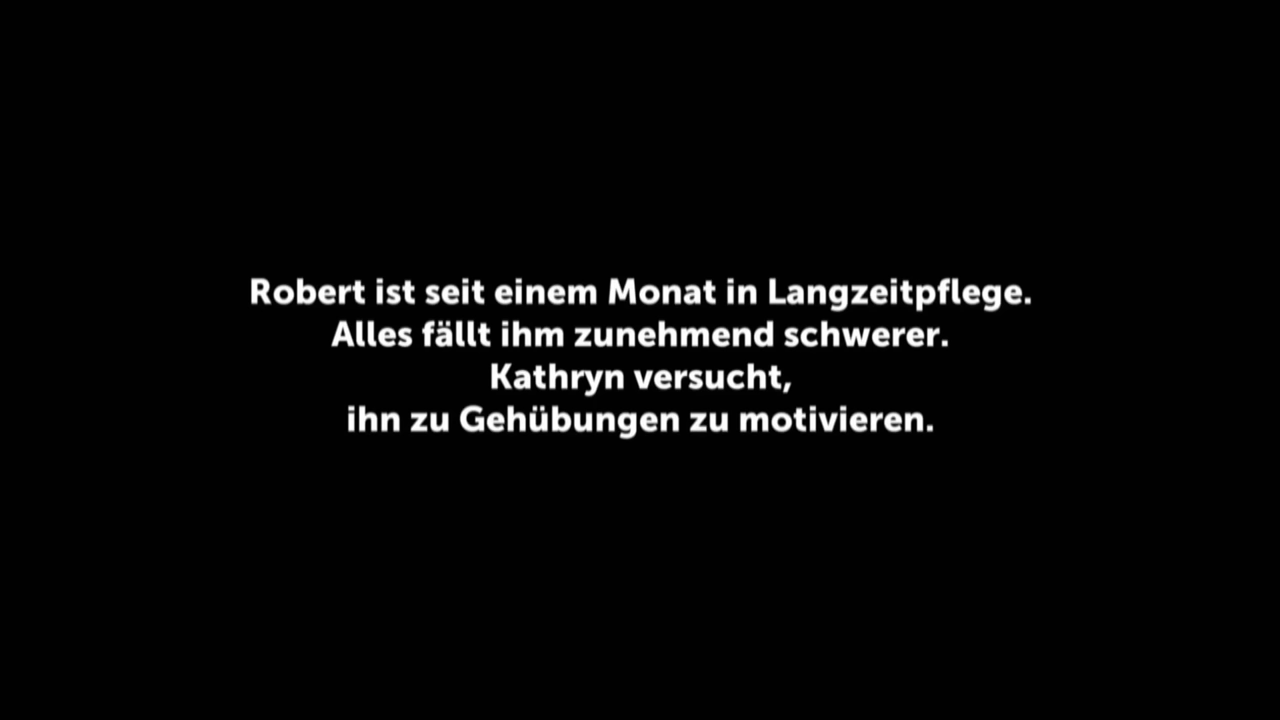 Robert ist seit einem Monat in Langzeitpflege.
Alles fällt ihm zunehmend schwerer.
Kathryn versucht,
ihn zu Gehübungen zu motivieren.